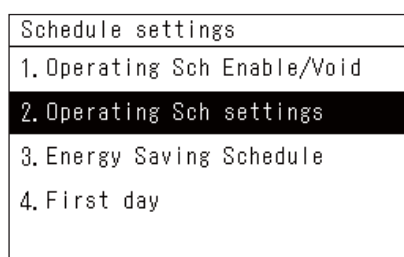 Schedule settings
1. Operating Sch Enable/Void
2. Operating Sch settings
3. Energy Saving Schedule
4. First day